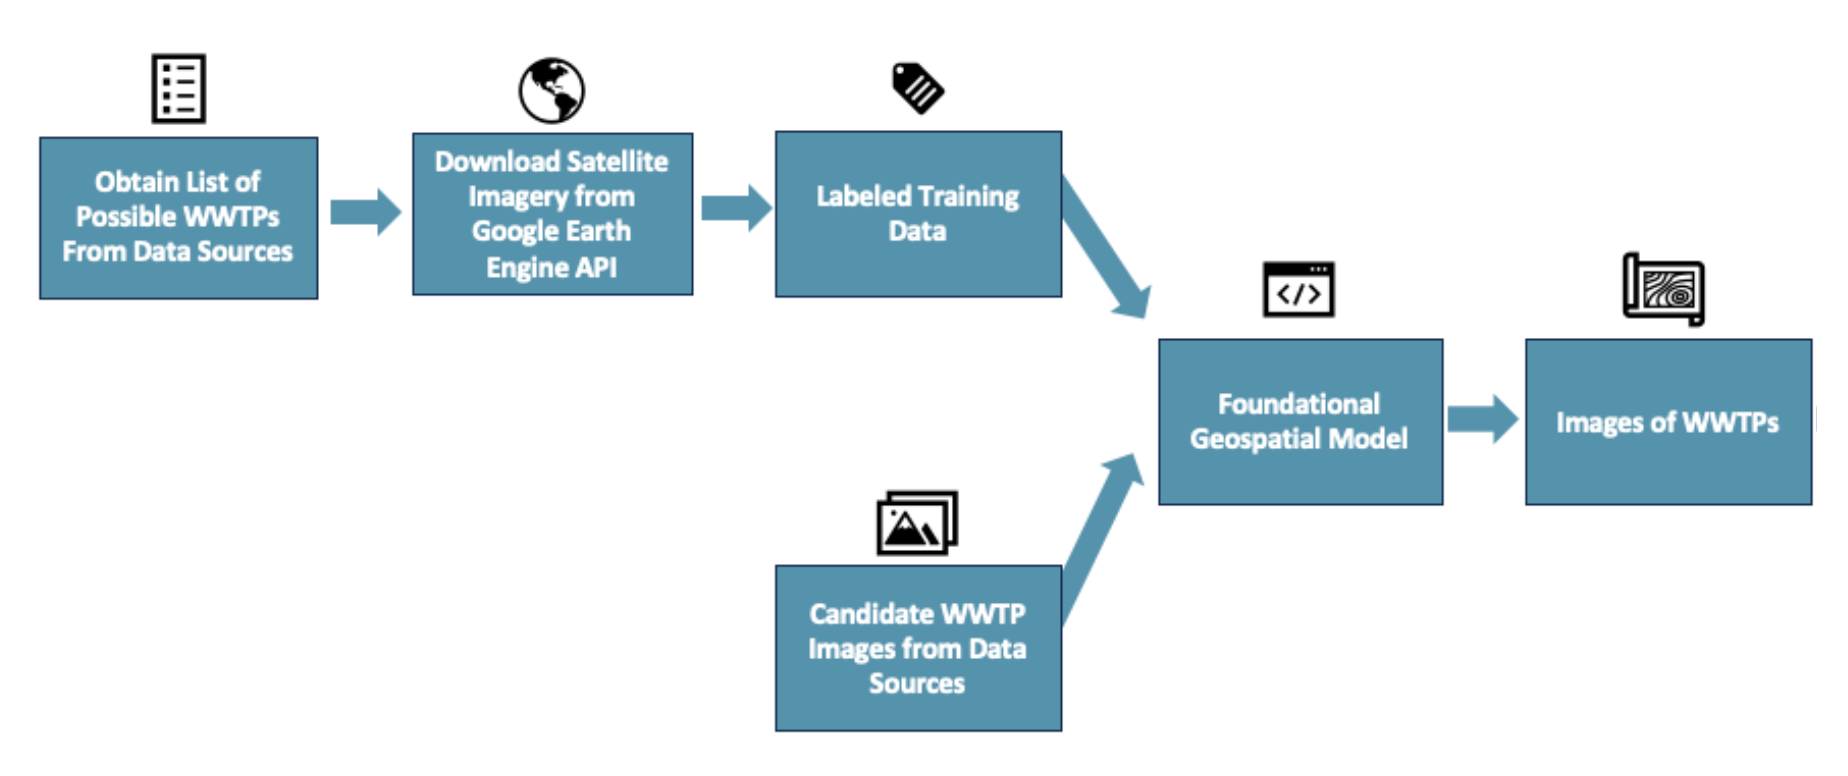 Obtain List of
Possible WWTPs
From Data Sources
Download Satellite
Imagery from
Google Earth
Engine API
Labeled Training
Data
</>
Foundational
Geospatial Model
Images of WWTPs
Candidate WWTP
Images from Data
Sources